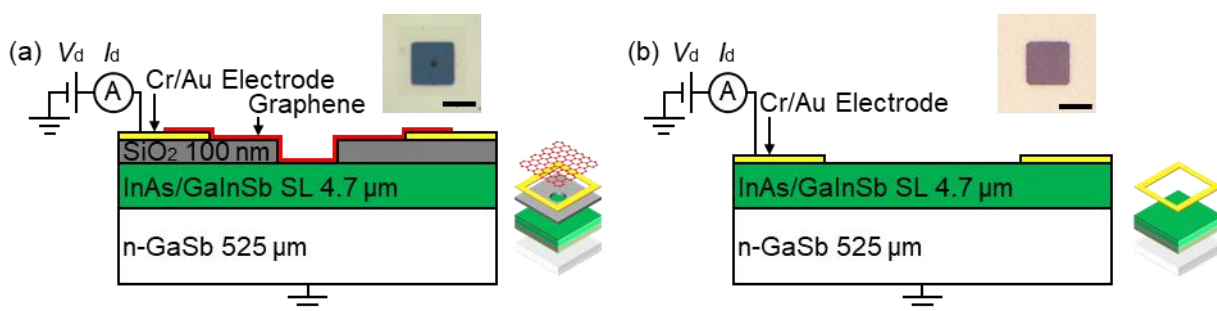 (a) Vd Id
A
Cr/Au Electrode
Graphene
SiO2 100 nm
InAs/GaInSb SL 4.7 μm
n-GaSb 525 μm
(b) Vd Id
A
Cr/Au Electrode
InAs/GaInSb SL 4.7 μm
n-GaSb 525 μm